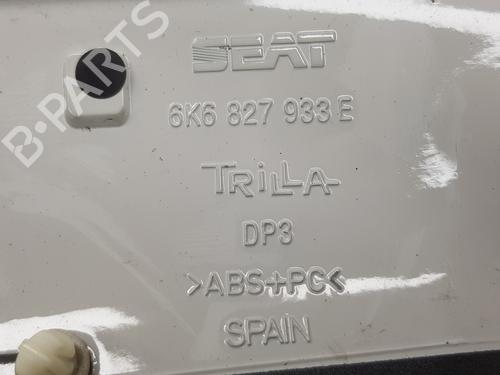 SEAT
6K6 827 933 E
TRiLLA
DP3
>ABS+PC<
SPAIN
B-PARTS